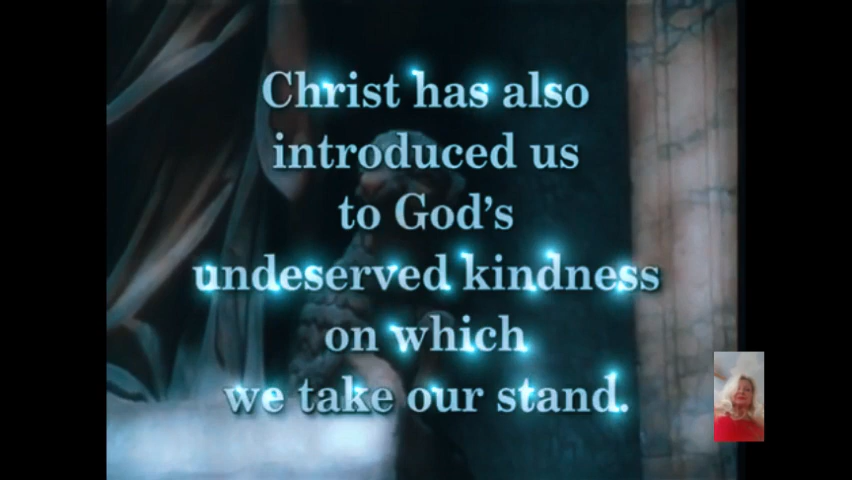 Christ has also
introduced us
to God's
undeserved kindness
on which
we take our stand.